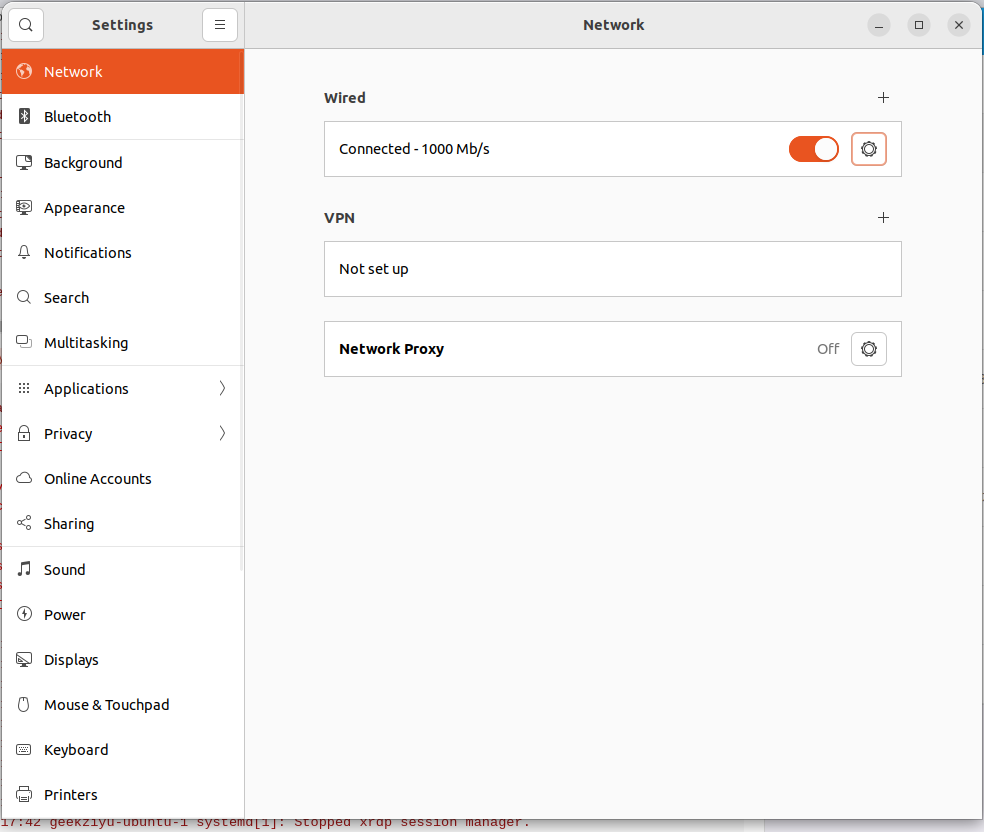 Settings
Network
Network
Bluetooth
Background
Appearance
Notifications
Search
Multitasking
Applications
Privacy
Online Accounts
Sharing
Sound
Power
Displays
Mouse & Touchpad
Keyboard
Printers
Wired
Connected - 1000 Mb/s
VPN
Not set up
Network Proxy
Off
17:42 geekziyu-ubuntu-1 systemd[1]: Stopped xrdp session manager.